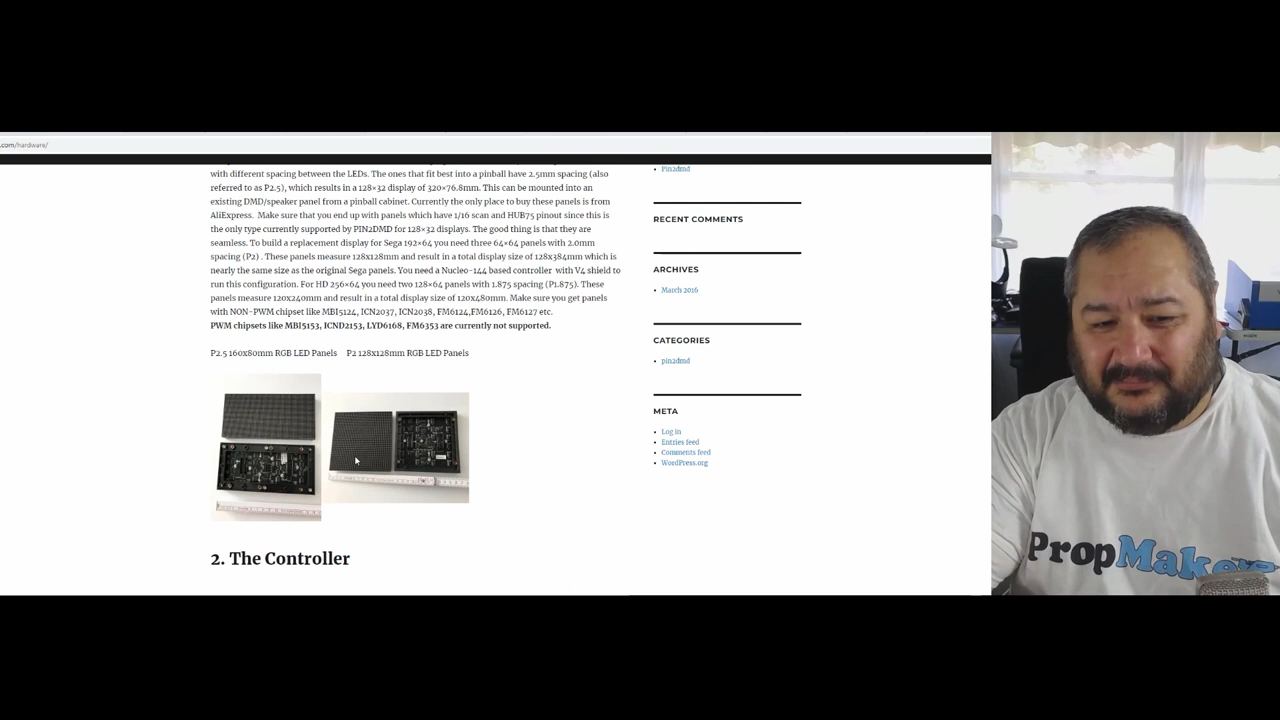 .com/hardware/
with different spacing between the LEDs. The ones that fit best into a pinball have 2.5mm spacing (also
referred to as P2.5), which results in a 128×32 display of 320×76.8mm. This can be mounted into an
existing DMD/speaker panel from a pinball cabinet. Currently the only place to buy these panels is from
AliExpress. Make sure that you end up with panels which have 1/16 scan and HUB75 pinout since this is
the only type currently supported by PIN2DMD for 128×32 displays. The good thing is that they are
seamless. To build a replacement display for Sega 192×64 you need three 64×64 panels with 2.0mm
spacing (P2) . These panels measure 128x128mm and result in a total display size of 128x384mm which is
nearly the same size as the original Sega panels. You need a Nucleo-144 based controller with V4 shield to
run this configuration. For HD 256×64 you need two 128×64 panels with 1.875 spacing (P1.875). These
panels measure 120x240mm and result in a total display size of 120x480mm. Make sure you get panels
with NON-PWM chipset like MBI5124, ICN2037, ICN2038, FM6124,FM6126, FM6127 etc.
PWM chipsets like MBI5153, ICND2153, LYD6168, FM6353 are currently not supported.
P2.5 160x80mm RGB LED Panels P2 128x128mm RGB LED Panels
2. The Controller
Pin2dmd
RECENT COMMENTS
ARCHIVES
March 2016
CATEGORIES
pin2dmd
META
Log in
Entries feed
Comments feed
WordPress.org
PropMaker